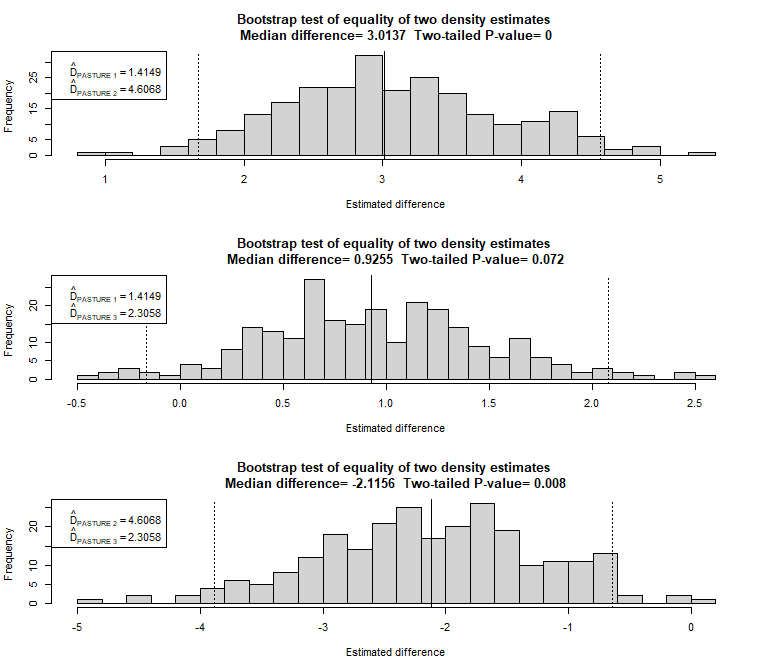 Bootstrap test of equality of two density estimates
Median difference= 3.0137 Two-tailed P-value= 0
D̂PASTURE 1 = 1.4149
D̂PASTURE 2 = 4.6068
Frequency
0 5 15 25
1 2 3 4 5
Estimated difference
Bootstrap test of equality of two density estimates
Median difference= 0.9255 Two-tailed P-value= 0.072
D̂PASTURE 1 = 1.4149
D̂PASTURE 3 = 2.3058
Frequency
0 5 10 20
-0.5 0.0 0.5 1.0 1.5 2.0 2.5
Estimated difference
Bootstrap test of equality of two density estimates
Median difference= -2.1156 Two-tailed P-value= 0.008
D̂PASTURE 2 = 4.6068
D̂PASTURE 3 = 2.3058
Frequency
0 5 10 20
-5 -4 -3 -2 -1 0
Estimated difference